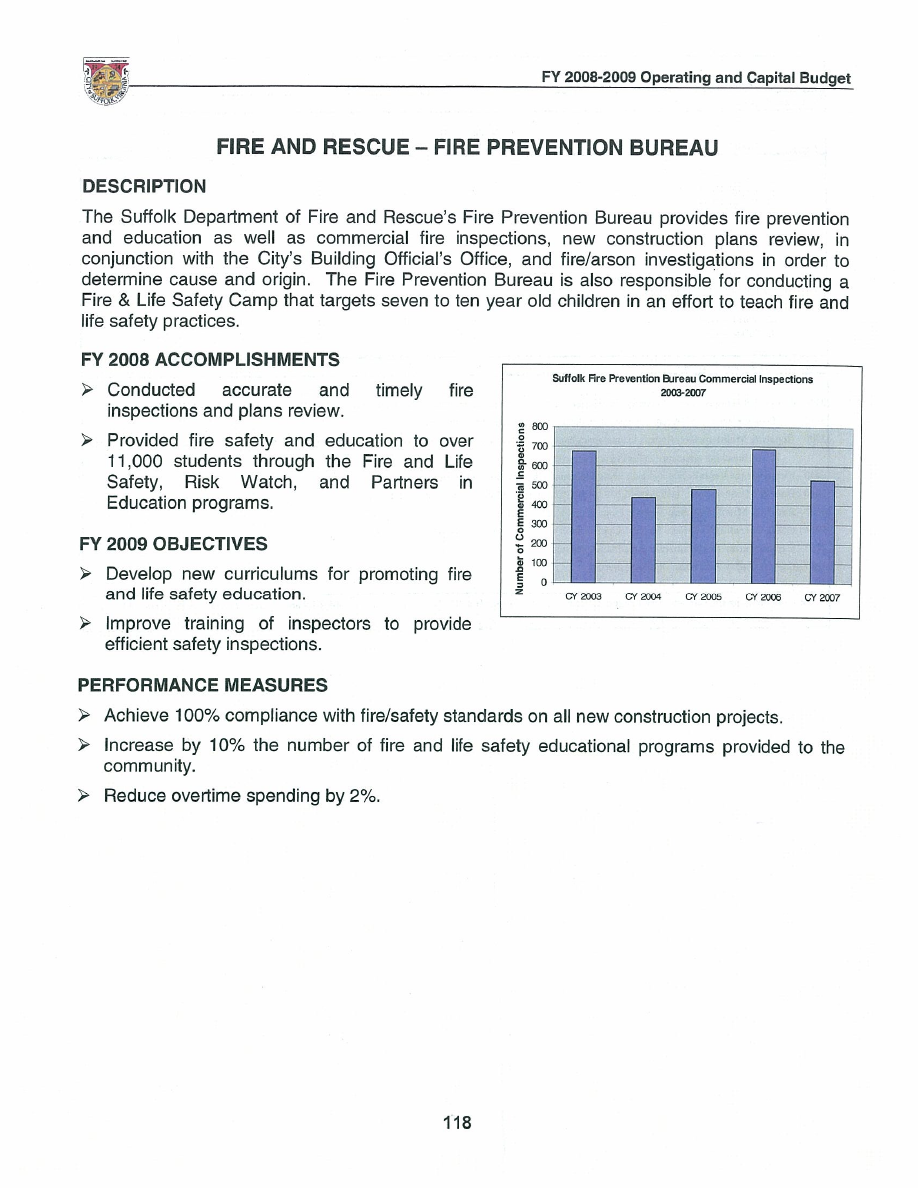 FY 2008-2009 Operating and Capital Budget
FIRE AND RESCUE – FIRE PREVENTION BUREAU
DESCRIPTION
The Suffolk Department of Fire and Rescue's Fire Prevention Bureau provides fire prevention
and education as well as commercial fire inspections, new construction plans review, in
conjunction with the City's Building Official's Office, and fire/arson investigations in order to
determine cause and origin. The Fire Prevention Bureau is also responsible for conducting a
Fire & Life Safety Camp that targets seven to ten year old children in an effort to teach fire and
life safety practices.
FY 2008 ACCOMPLISHMENTS
➢ Conducted accurate and timely fire
inspections and plans review.
➢ Provided fire safety and education to over
11,000 students through the Fire and Life
Safety, Risk Watch, and Partners in
Education programs.
FY 2009 OBJECTIVES
➢ Develop new curriculums for promoting fire
and life safety education.
➢ Improve training of inspectors to provide
efficient safety inspections.
Suffolk Fire Prevention Bureau Commercial Inspections
2003-2007
Number of Commercial Inspections
800
700
600
500
400
300
200
100
0
CY 2003 CY 2004 CY 2005 CY 2006 CY 2007
PERFORMANCE MEASURES
➢ Achieve 100% compliance with fire/safety standards on all new construction projects.
➢ Increase by 10% the number of fire and life safety educational programs provided to the
community.
➢ Reduce overtime spending by 2%.
118